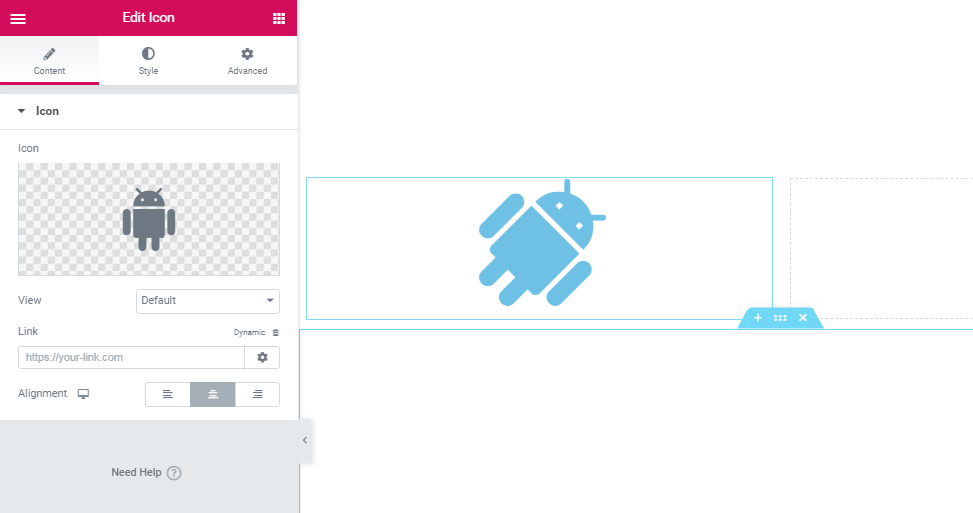 Edit Icon
Content Style Advanced
Icon
Icon
View Default
Link Dynamic
https://your-link.com
Alignment
Need Help ?